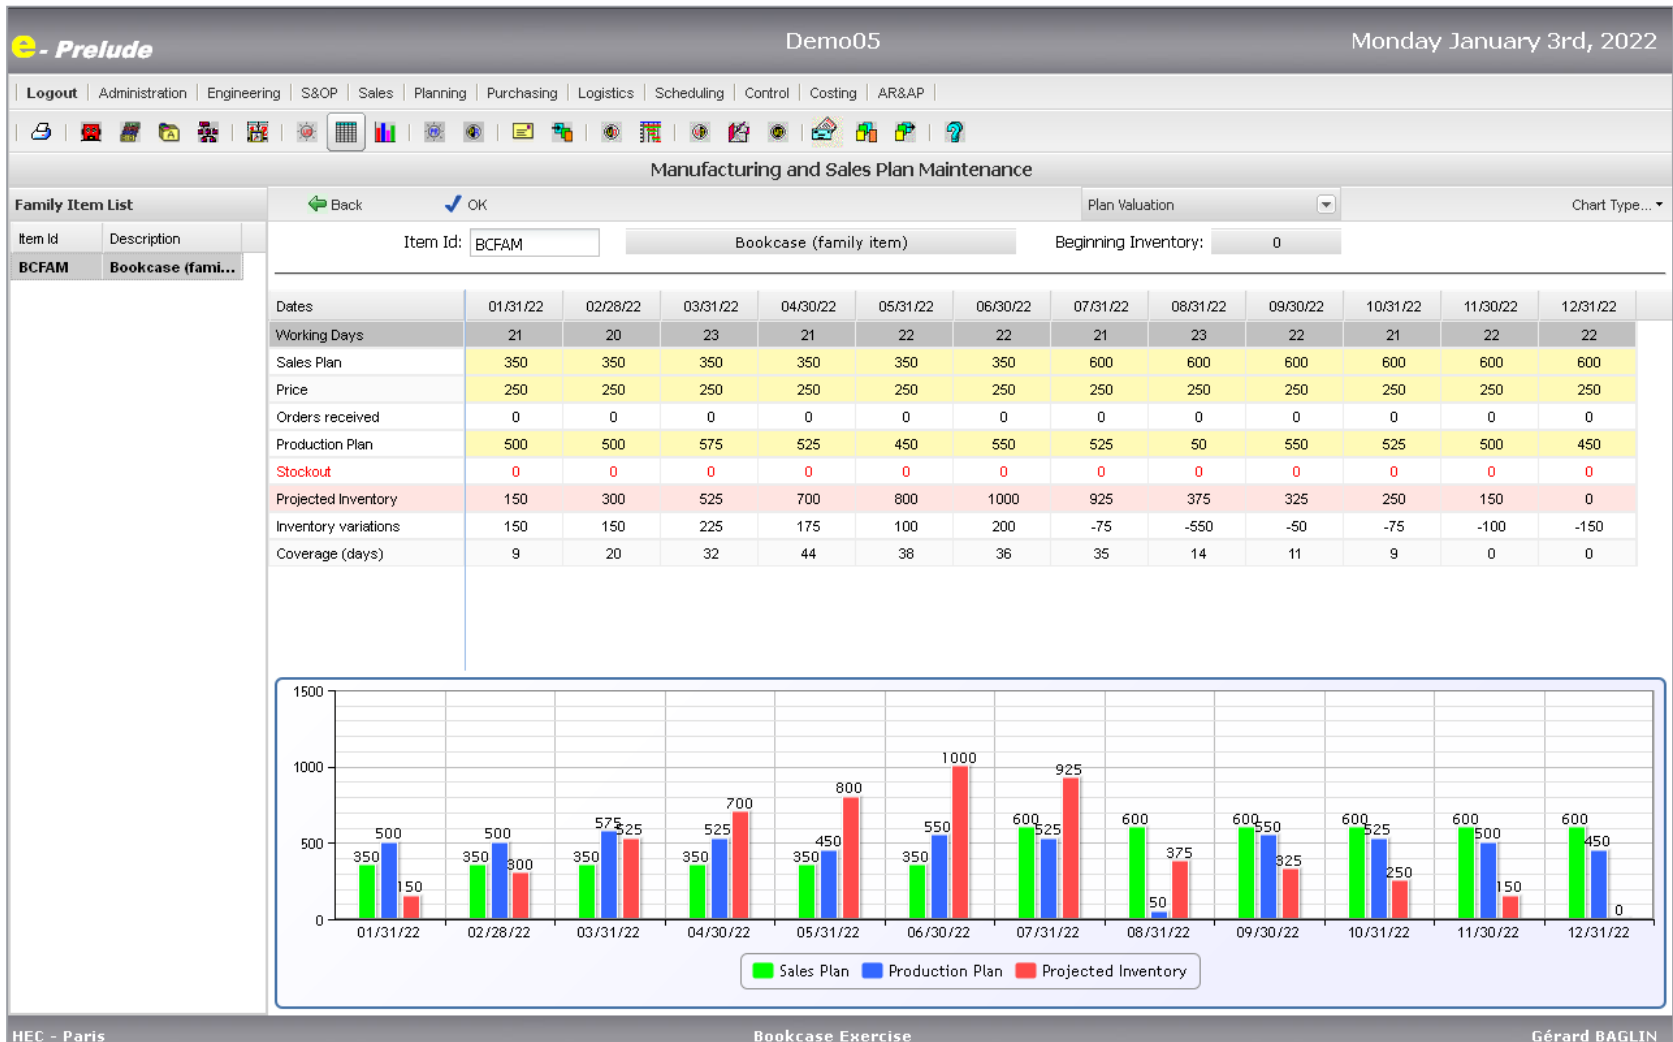 e - Prelude Demo05 Monday January 3rd, 2022
Logout Administration Engineering S&OP Sales Planning Purchasing Logistics Scheduling Control Costing AR&AP
Manufacturing and Sales Plan Maintenance
Family Item List Back OK Plan Valuation Chart Type...
Item Id Description Item Id: BCFAM Bookcase (family item) Beginning Inventory: 0
BCFAM Bookcase (fami...
Dates 01/31/22 02/28/22 03/31/22 04/30/22 05/31/22 06/30/22 07/31/22 08/31/22 09/30/22 10/31/22 11/30/22 12/31/22
Working Days 21 20 23 21 22 22 21 23 22 21 22 22
Sales Plan 350 350 350 350 350 350 600 600 600 600 600 600
Price 250 250 250 250 250 250 250 250 250 250 250 250
Orders received 0 0 0 0 0 0 0 0 0 0 0 0
Production Plan 500 500 575 525 450 550 525 50 550 525 500 450
Stockout 0 0 0 0 0 0 0 0 0 0 0 0
Projected Inventory 150 300 525 700 800 1000 925 375 325 250 150 0
Inventory variations 150 150 225 175 100 200 -75 -550 -50 -75 -100 -150
Coverage (days) 9 20 32 44 38 36 35 14 11 9 0 0
1500
1000
500
0
350 500 150
350 500 300
350 575 525
350 525 700
350 450 800
350 550 1000
600 525 925
600 50 375
600 550 325
600 525 250
600 500 150
600 450 0
01/31/22 02/28/22 03/31/22 04/30/22 05/31/22 06/30/22 07/31/22 08/31/22 09/30/22 10/31/22 11/30/22 12/31/22
Sales Plan Production Plan Projected Inventory
HEC - Paris Bookcase Exercise Gérard BAGLIN